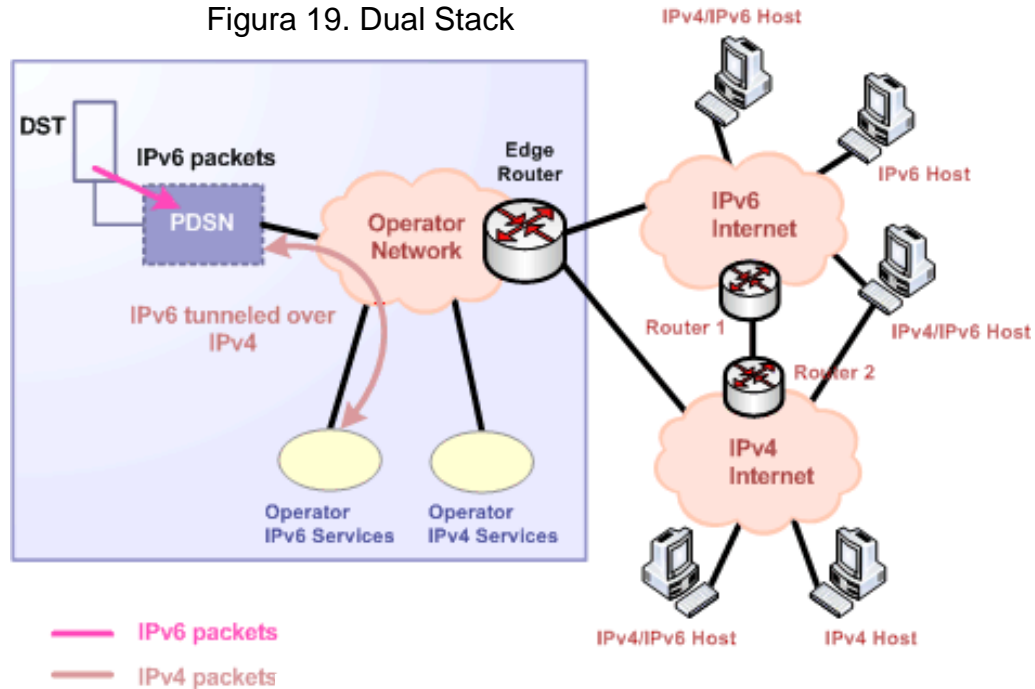 Figura 19. Dual Stack
IPv4/IPv6 Host
DST
IPv6 packets
Edge
Router
PDSN
Operator
Network
IPv6
Internet
IPv6 Host
IPv6 tunneled over
IPv4
Router 1
IPv4/IPv6 Host
Router 2
IPv4
Internet
Operator
IPv6 Services
Operator
IPv4 Services
IPv4/IPv6 Host
IPv4 Host
IPv6 packets
IPv4 packets